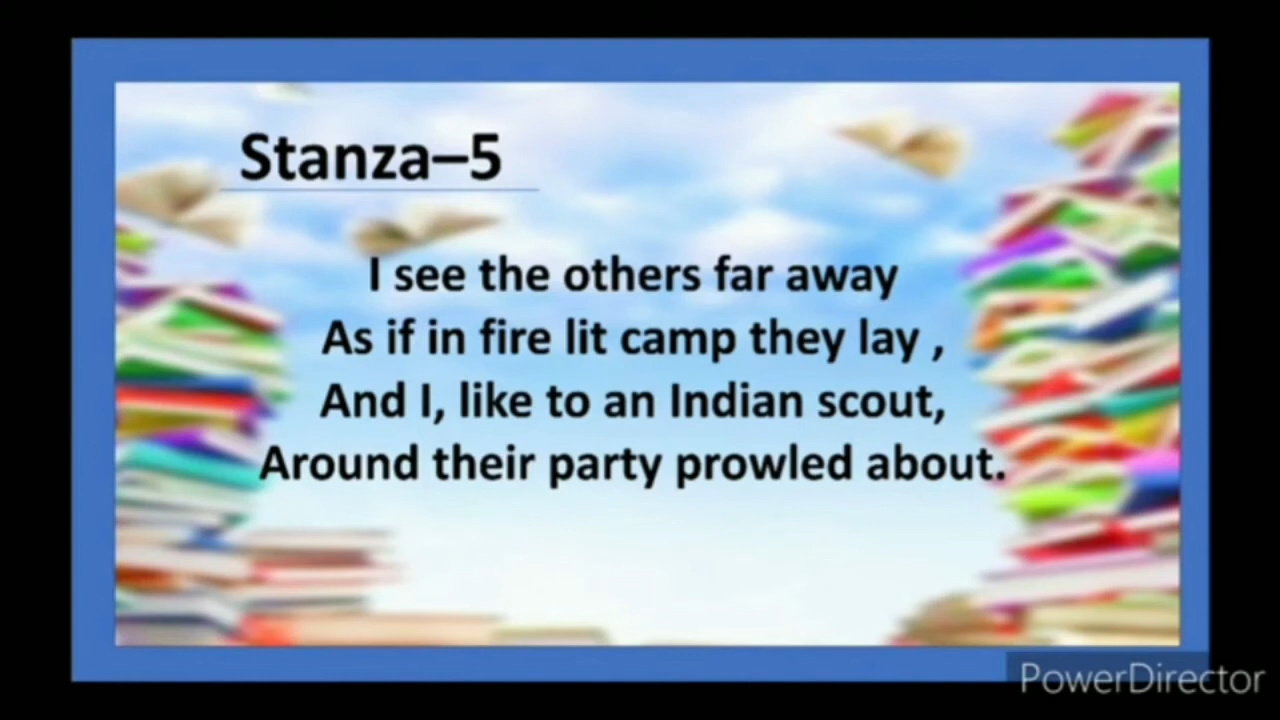 Stanza–5
I see the others far away
As if in fire lit camp they lay ,
And I, like to an Indian scout,
Around their party prowled about.
PowerDirector